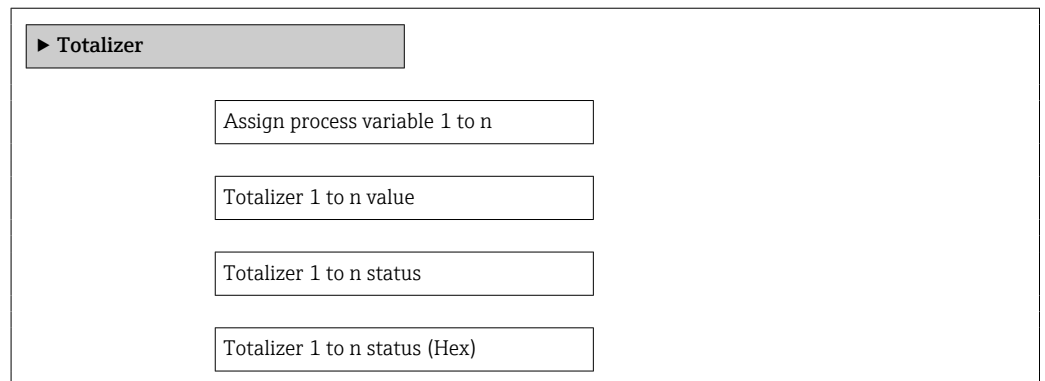 ▶ Totalizer
Assign process variable 1 to n
Totalizer 1 to n value
Totalizer 1 to n status
Totalizer 1 to n status (Hex)